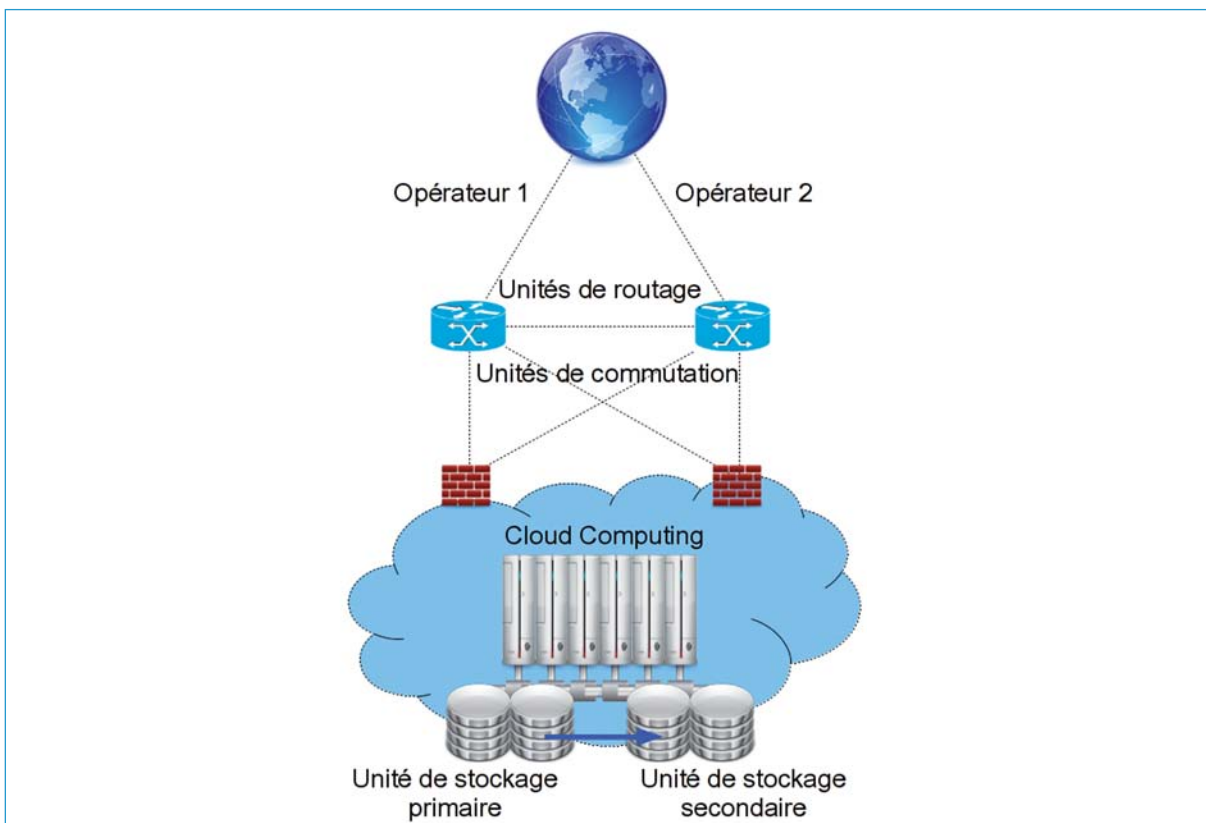 Opérateur 1
Opérateur 2
Unités de routage
Unités de commutation
Cloud Computing
Unité de stockage
primaire
Unité de stockage
secondaire